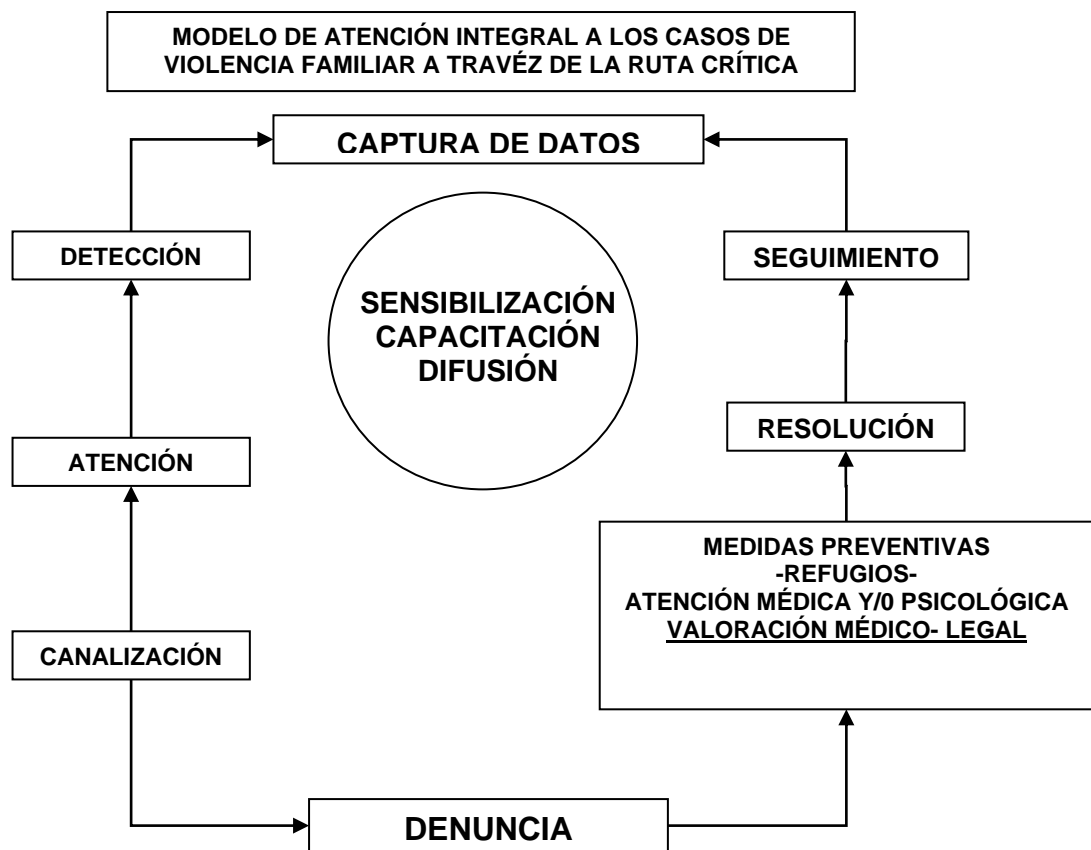 MODELO DE ATENCIÓN INTEGRAL A LOS CASOS DE
VIOLENCIA FAMILIAR A TRAVÉZ DE LA RUTA CRÍTICA
CAPTURA DE DATOS
DETECCIÓN
SEGUIMIENTO
SENSIBILIZACIÓN
CAPACITACIÓN
DIFUSIÓN
ATENCIÓN
RESOLUCIÓN
MEDIDAS PREVENTIVAS
-REFUGIOS-
ATENCIÓN MÉDICA Y/0 PSICOLÓGICA
VALORACIÓN MÉDICO- LEGAL
CANALIZACIÓN
DENUNCIA